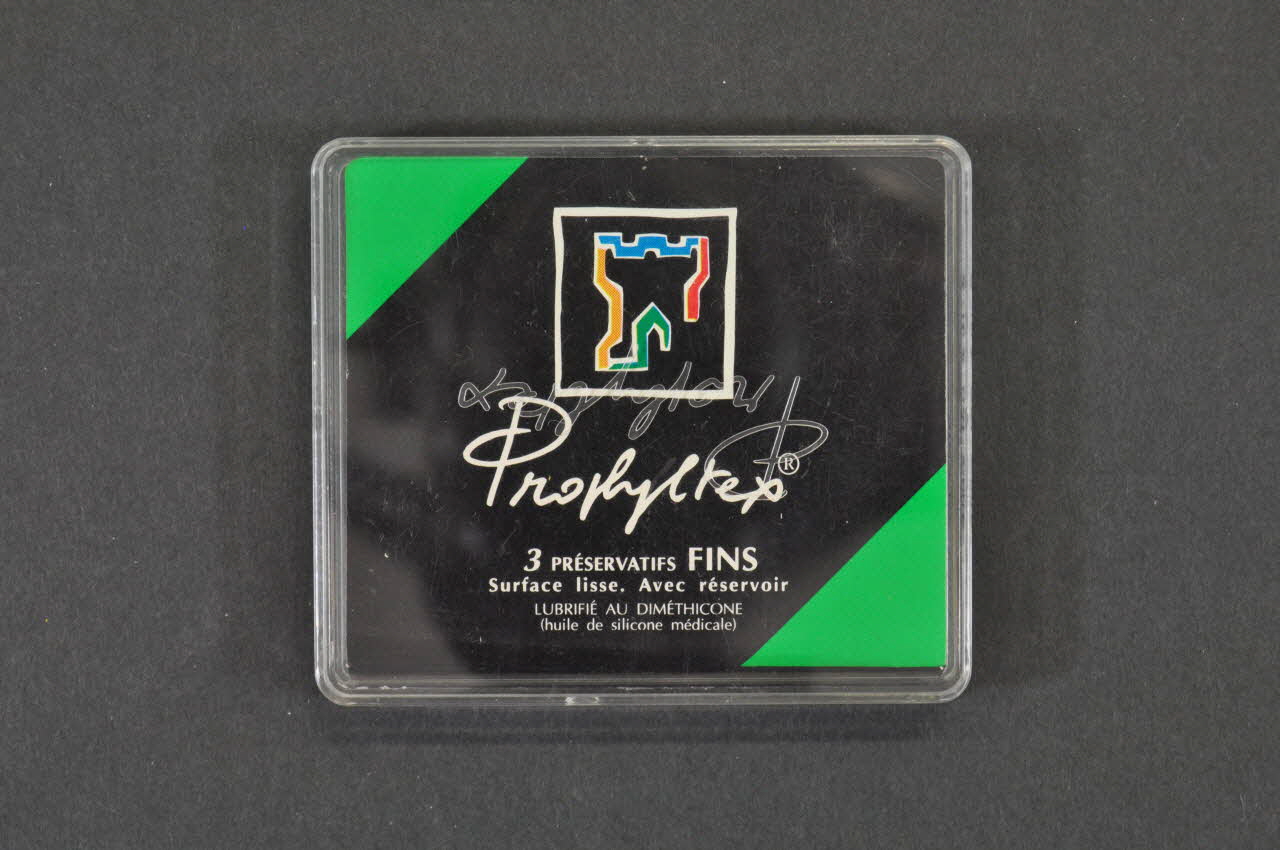 Prophyltex®
3 PRÉSERVATIFS FINS
Surface lisse. Avec réservoir
LUBRIFIÉ AU DIMÉTHICONE
(huile de silicone médicale)